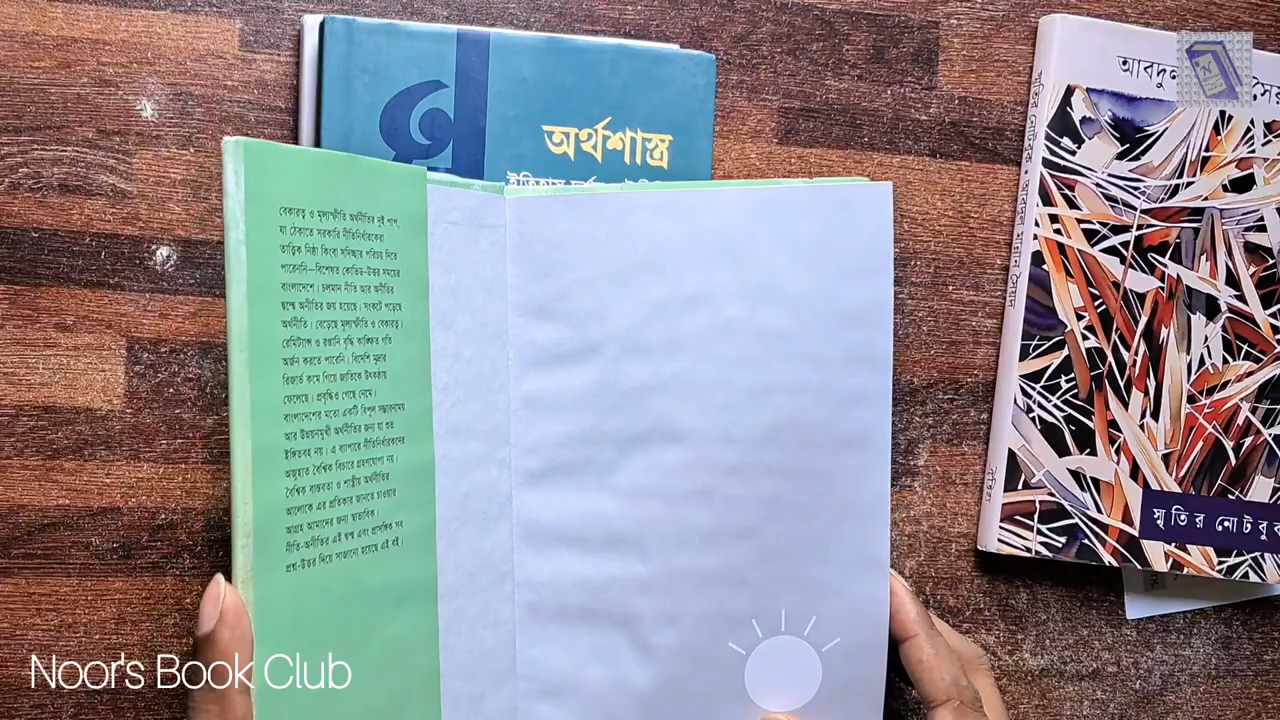 অর্থশাস্ত্র
আবদুল
স্মৃতির নোটবুক • আবদুল মান্নান সৈয়দ
স্মৃতির নোটবুক
বেকারত্ব ও মূল্যস্ফীতি অর্থনীতির দুই পাপ,
যা ঠেকাতে সরকারি নীতিনির্ধারকেরা
তাত্ত্বিক নিষ্ঠা কিংবা সদিচ্ছার পরিচয় দিতে
পারেননি—বিশেষত কোভিড-উত্তর সময়ের
বাংলাদেশে। চলমান নীতি আর অনীতির
দ্বন্দ্বে অনীতির জয় হয়েছে। সংকটে পড়েছে
অর্থনীতি। বেড়েছে মূল্যস্ফীতি ও বেকারত্ব।
রেমিট্যান্স ও রপ্তানি বৃদ্ধি কাঙ্ক্ষিত গতি
অর্জন করতে পারেনি। বিদেশি মুদ্রার
রিজার্ভ কমে গিয়ে জাতিকে উৎকণ্ঠায়
ফেলেছে। প্রবৃদ্ধিও গেছে নেমে।
বাংলাদেশের মতো একটি বিপুল সম্ভাবনাময়
আর উন্নয়নমুখী অর্থনীতির জন্য যা শুভ
ইঙ্গিতবহ নয়। এ ব্যাপারে নীতিনির্ধারকদের
অজুহাত বৈশ্বিক বিচারে গ্রহণযোগ্য নয়।
বৈশ্বিক বাস্তবতা ও শাস্ত্রীয় অর্থনীতির
আলোকে এর প্রতিকার জানতে চাওয়ার
আগ্রহ আমাদের জন্য স্বাভাবিক।
নীতি-অনীতির এই দ্বন্দ্ব এবং প্রাসঙ্গিক সব
প্রশ্ন-উত্তর দিয়ে সাজানো হয়েছে এই বই।
Noor's Book Club